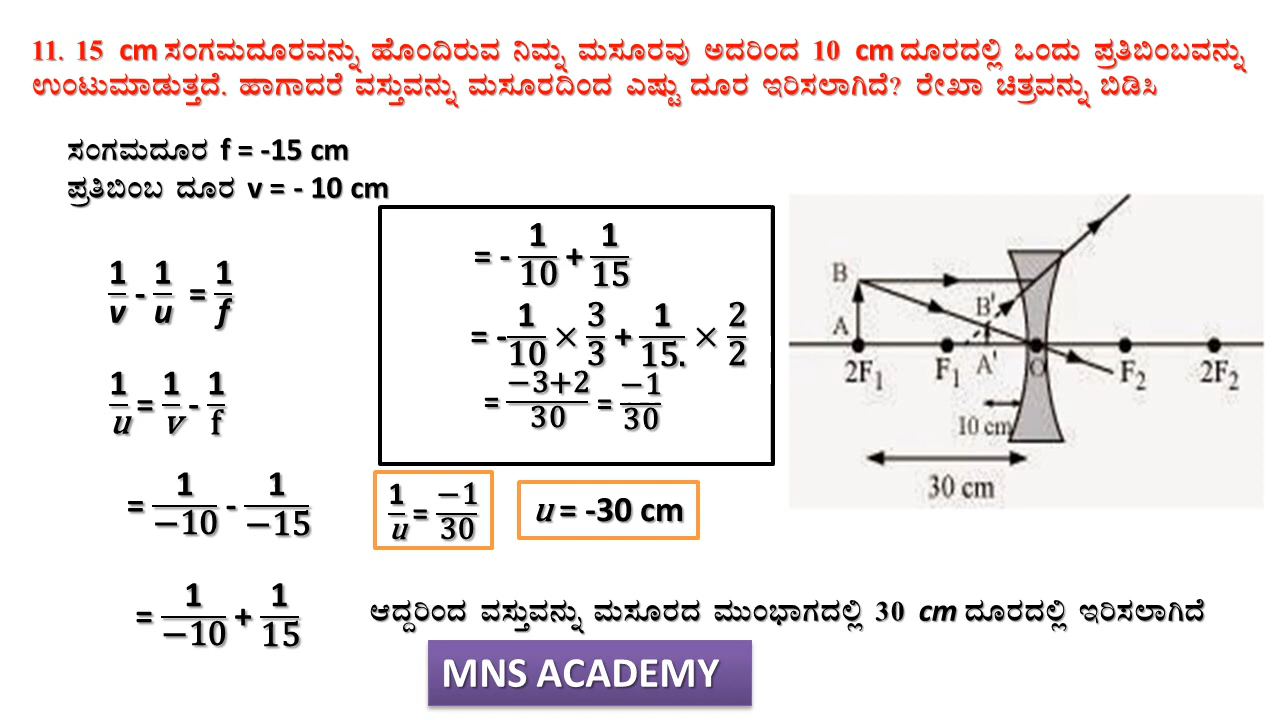 11. 15 cm ಸಂಗಮದೂರವನ್ನು ಹೊಂದಿರುವ ನಿಮ್ನ ಮಸೂರವು ಅದರಿಂದ 10 cm ದೂರದಲ್ಲಿ ಒಂದು ಪ್ರತಿಬಿಂಬವನ್ನು
ಉಂಟುಮಾಡುತ್ತದೆ. ಹಾಗಾದರೆ ವಸ್ತುವನ್ನು ಮಸೂರದಿಂದ ಎಷ್ಟು ದೂರ ಇರಿಸಲಾಗಿದೆ? ರೇಖಾ ಚಿತ್ರವನ್ನು ಬಿಡಿಸಿ
ಸಂಗಮದೂರ f = -15 cm
ಪ್ರತಿಬಿಂಬ ದೂರ v = - 10 cm
1/v - 1/u = 1/f
1/u = 1/v - 1/f
= 1/−10 - 1/−15
= 1/−10 + 1/15
= - 1/10 + 1/15
= - 1/10 × 3/3 + 1/15. × 2/2
= −3+2/30 = −1/30
1/u = −1/30
u = -30 cm
B
A
B'
A'
2F₁
F₁
O
F₂
2F₂
10 cm
30 cm
ಆದ್ದರಿಂದ ವಸ್ತುವನ್ನು ಮಸೂರದ ಮುಂಭಾಗದಲ್ಲಿ 30 cm ದೂರದಲ್ಲಿ ಇರಿಸಲಾಗಿದೆ
MNS ACADEMY